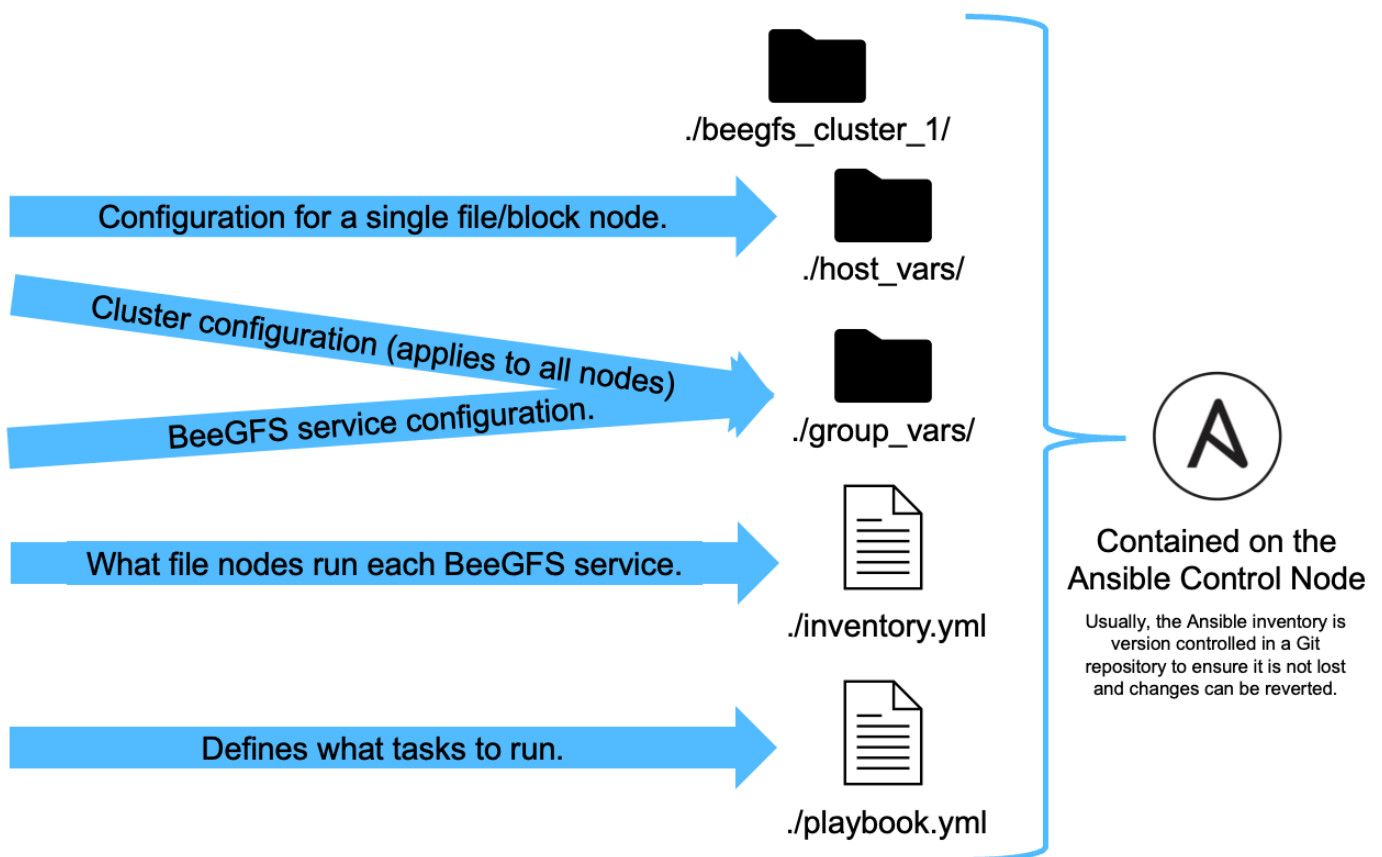 ./beegfs_cluster_1/
Configuration for a single file/block node.
./host_vars/
Cluster configuration (applies to all nodes)
BeeGFS service configuration.
./group_vars/
What file nodes run each BeeGFS service.
./inventory.yml
Defines what tasks to run.
./playbook.yml
Contained on the
Ansible Control Node
Usually, the Ansible inventory is
version controlled in a Git
repository to ensure it is not lost
and changes can be reverted.